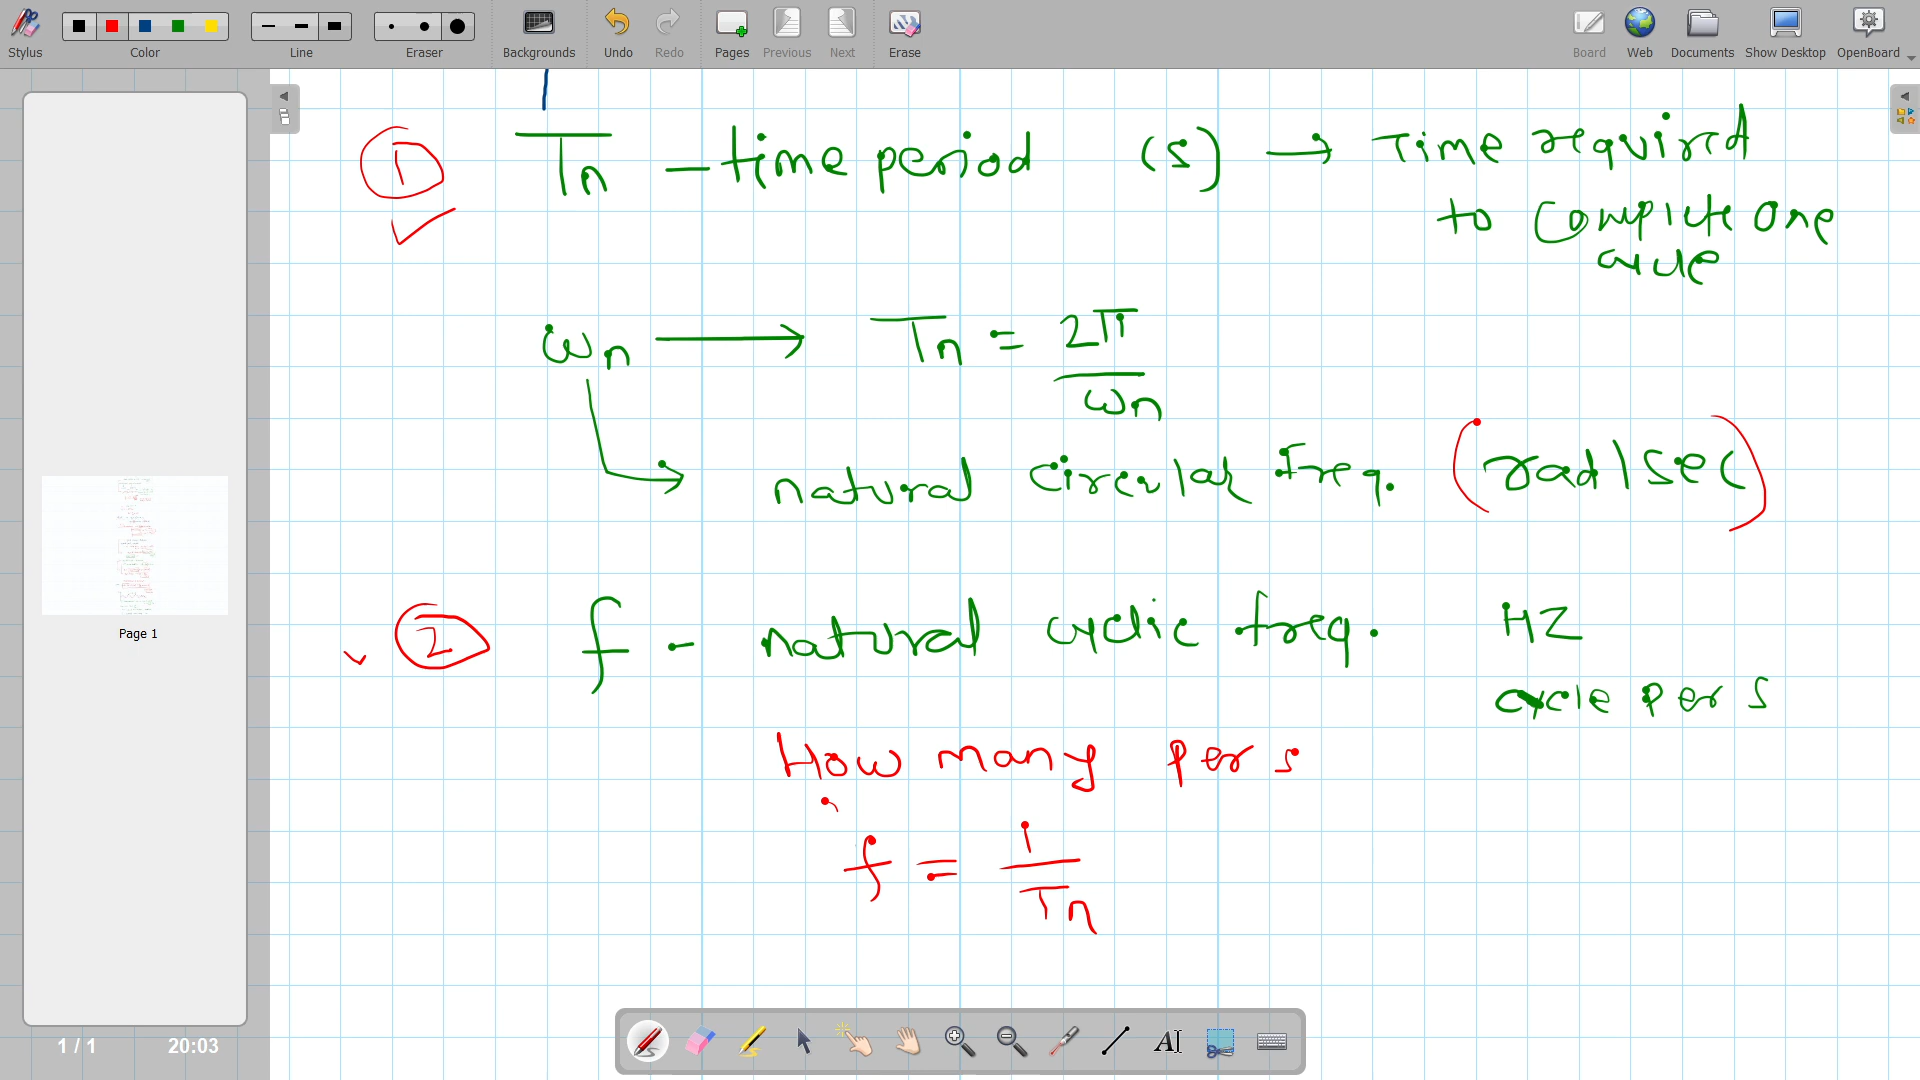 Stylus Color Line Eraser Backgrounds Undo Redo Pages Previous Next Erase Board Web Documents Show Desktop OpenBoard
1 Tn – time period (s) → Time required
to complete one
cycle
ωn → Tn = 2π / ωn
natural circular freq. (rad/sec)
2 f - natural cyclic freq. HZ
cycle per s
How many per s
f = 1 / Tn
Page 1
1 / 1 20:03